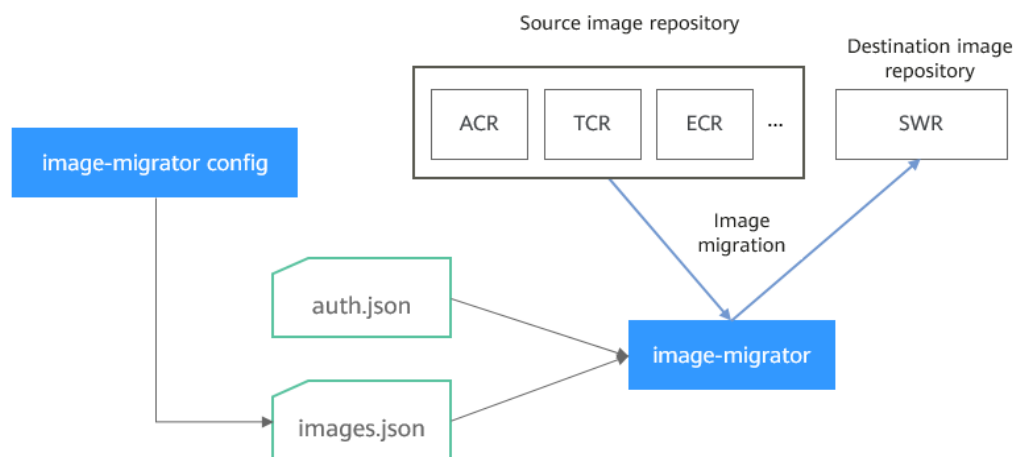 Source image repository
Destination image
repository
ACR
TCR
ECR
...
SWR
image-migrator config
Image
migration
auth.json
image-migrator
images.json